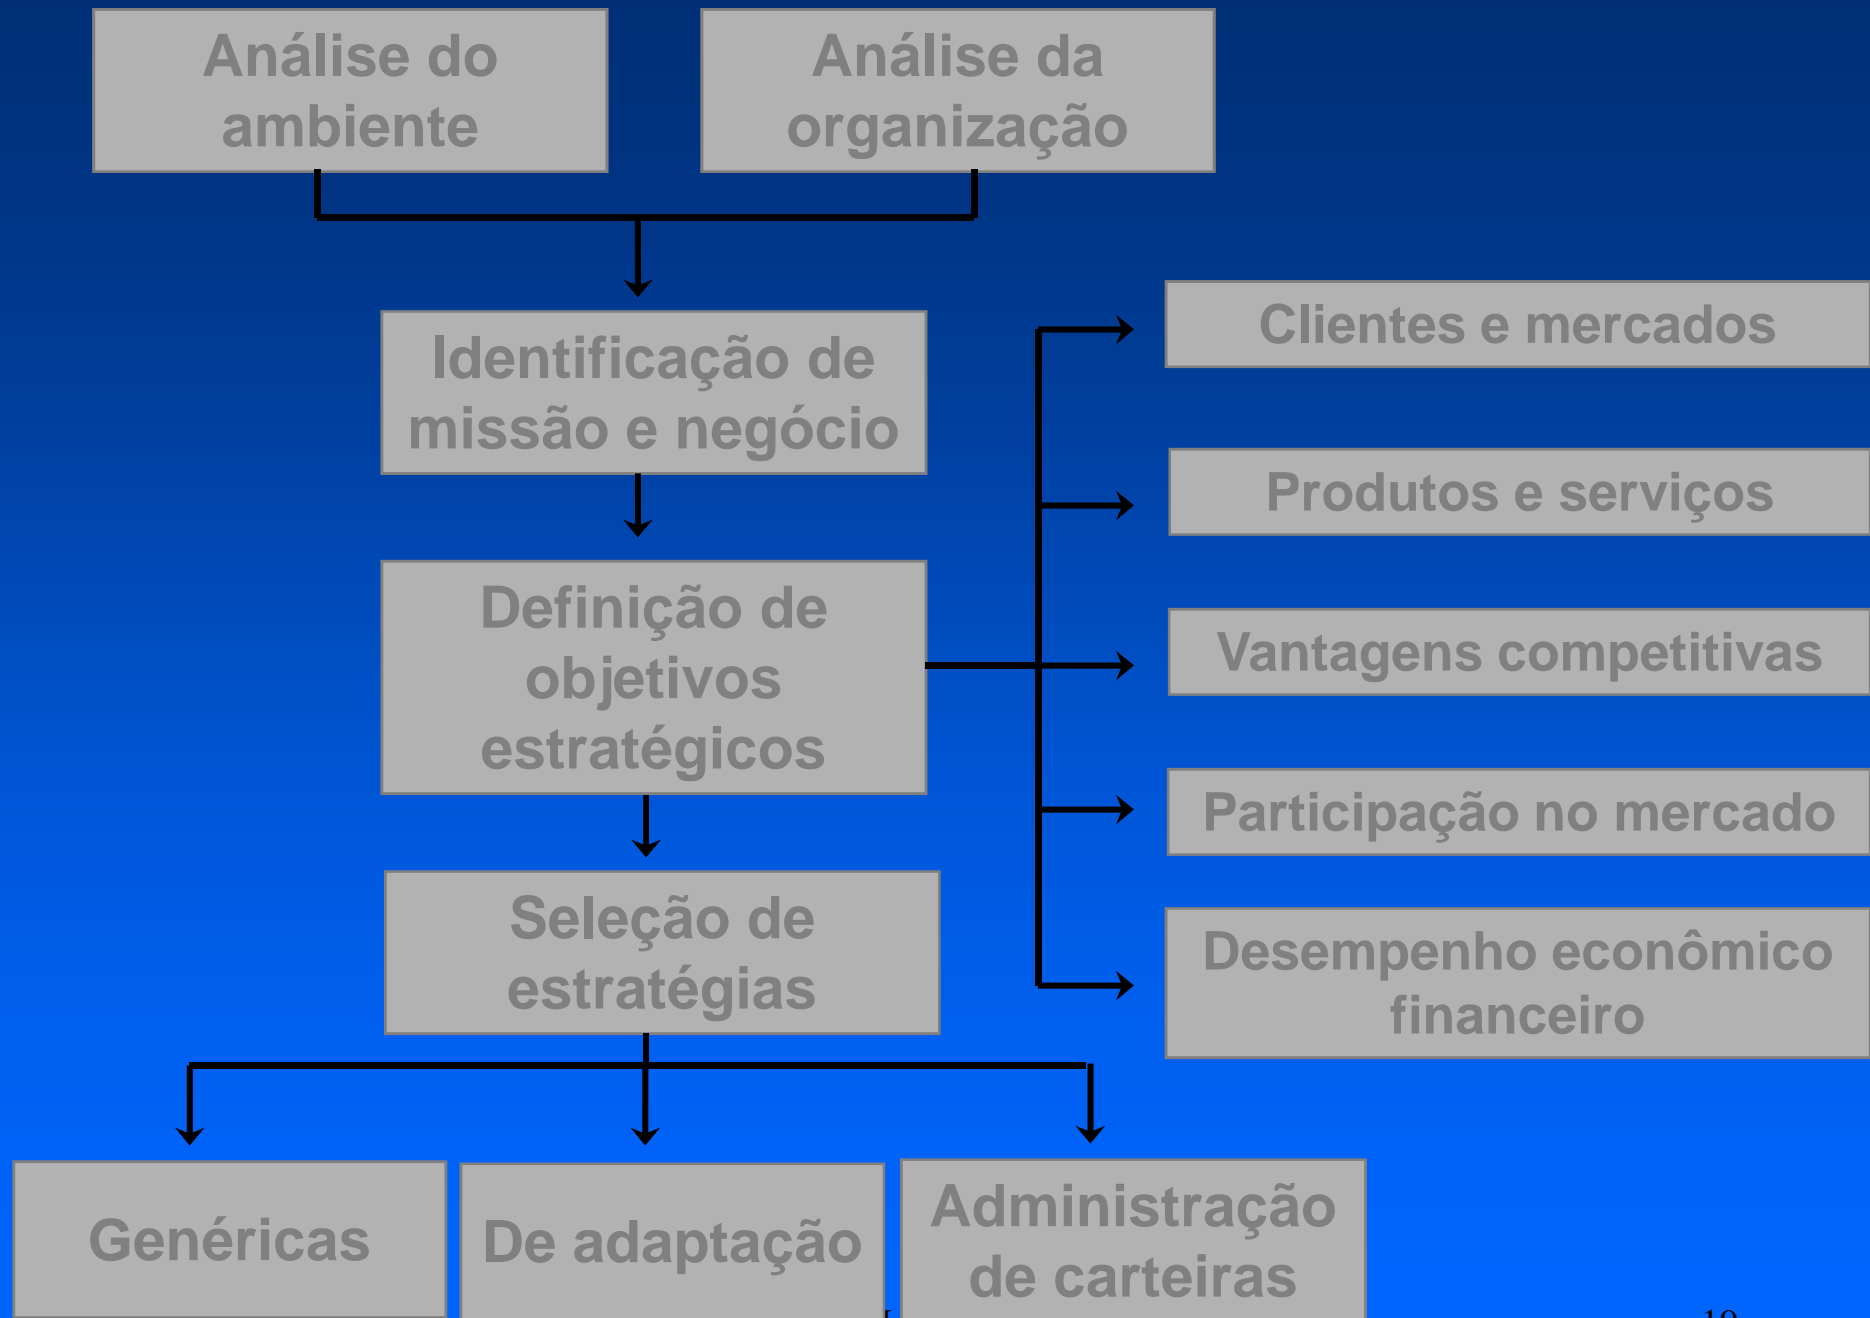 Análise do
ambiente
Análise da
organização
Identificação de
missão e negócio
Definição de
objetivos
estratégicos
Seleção de
estratégias
Clientes e mercados
Produtos e serviços
Vantagens competitivas
Participação no mercado
Desempenho econômico
financeiro
Genéricas
De adaptação
Administração
de carteiras